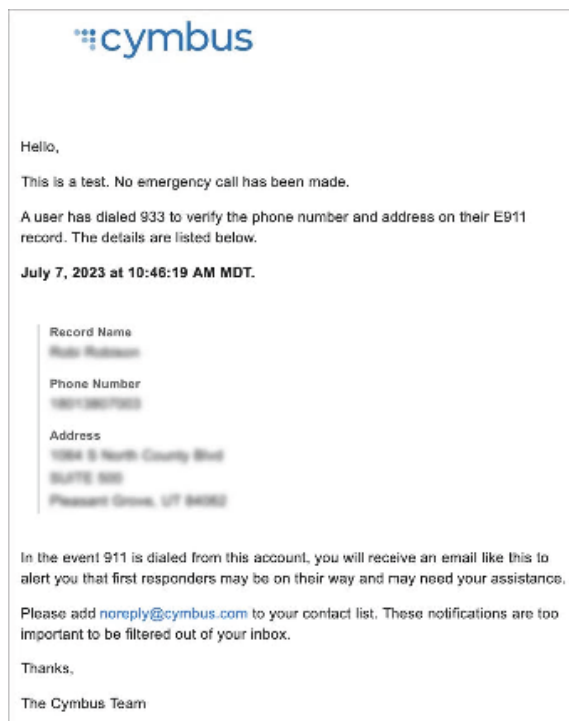 cymbus
Hello,
This is a test. No emergency call has been made.
A user has dialed 933 to verify the phone number and address on their E911
record. The details are listed below.
July 7, 2023 at 10:46:19 AM MDT.
Record Name
Phone Number
Address
In the event 911 is dialed from this account, you will receive an email like this to
alert you that first responders may be on their way and may need your assistance.
Please add noreply@cymbus.com to your contact list. These notifications are too
important to be filtered out of your inbox.
Thanks,
The Cymbus Team